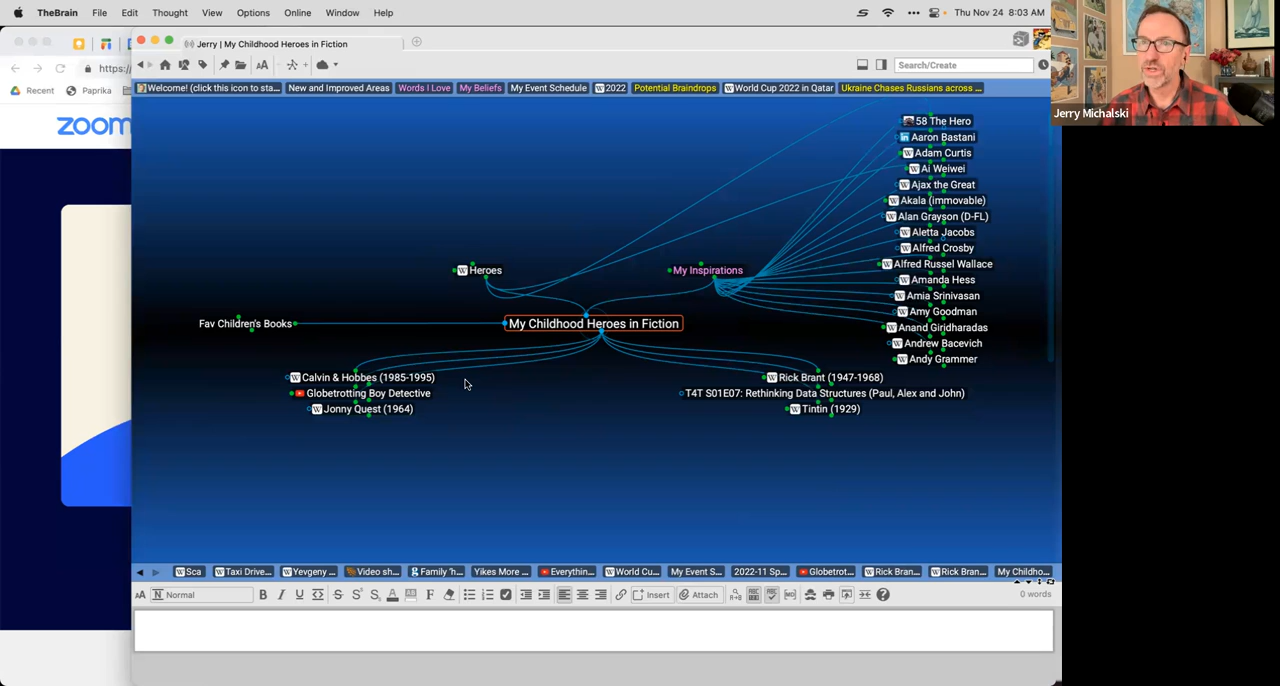 TheBrain File Edit Thought View Options Online Window Help Thu Nov 24 8:03 AM
Jerry | My Childhood Heroes in Fiction
https:/
Search/Create
Recent Paprika
Welcome! (click this icon to sta... New and Improved Areas Words I Love My Beliefs My Event Schedule 2022 Potential Braindrops World Cup 2022 in Qatar Ukraine Chases Russians across ...
Jerry Michalski
zoom
58 The Hero
Aaron Bastani
Adam Curtis
Ai Weiwei
Ajax the Great
Akala (immovable)
Alan Grayson (D-FL)
Aletta Jacobs
Alfred Crosby
Alfred Russel Wallace
Amanda Hess
Amia Srinivasan
Amy Goodman
Anand Giridharadas
Andrew Bacevich
Andy Grammer
Heroes
My Inspirations
Fav Children's Books
My Childhood Heroes in Fiction
Calvin & Hobbes (1985-1995)
Globetrotting Boy Detective
Jonny Quest (1964)
Rick Brant (1947-1968)
T4T S01E07: Rethinking Data Structures (Paul, Alex and John)
Tintin (1929)
Sca Taxi Drive... Yevgeny ... Video sh... Family 'h... Yikes More ... Everythin... World Cu... My Event S... 2022-11 Sp... Globetrot... Rick Bran... Rick Bran... My Childho...
Normal Insert Attach 0 words